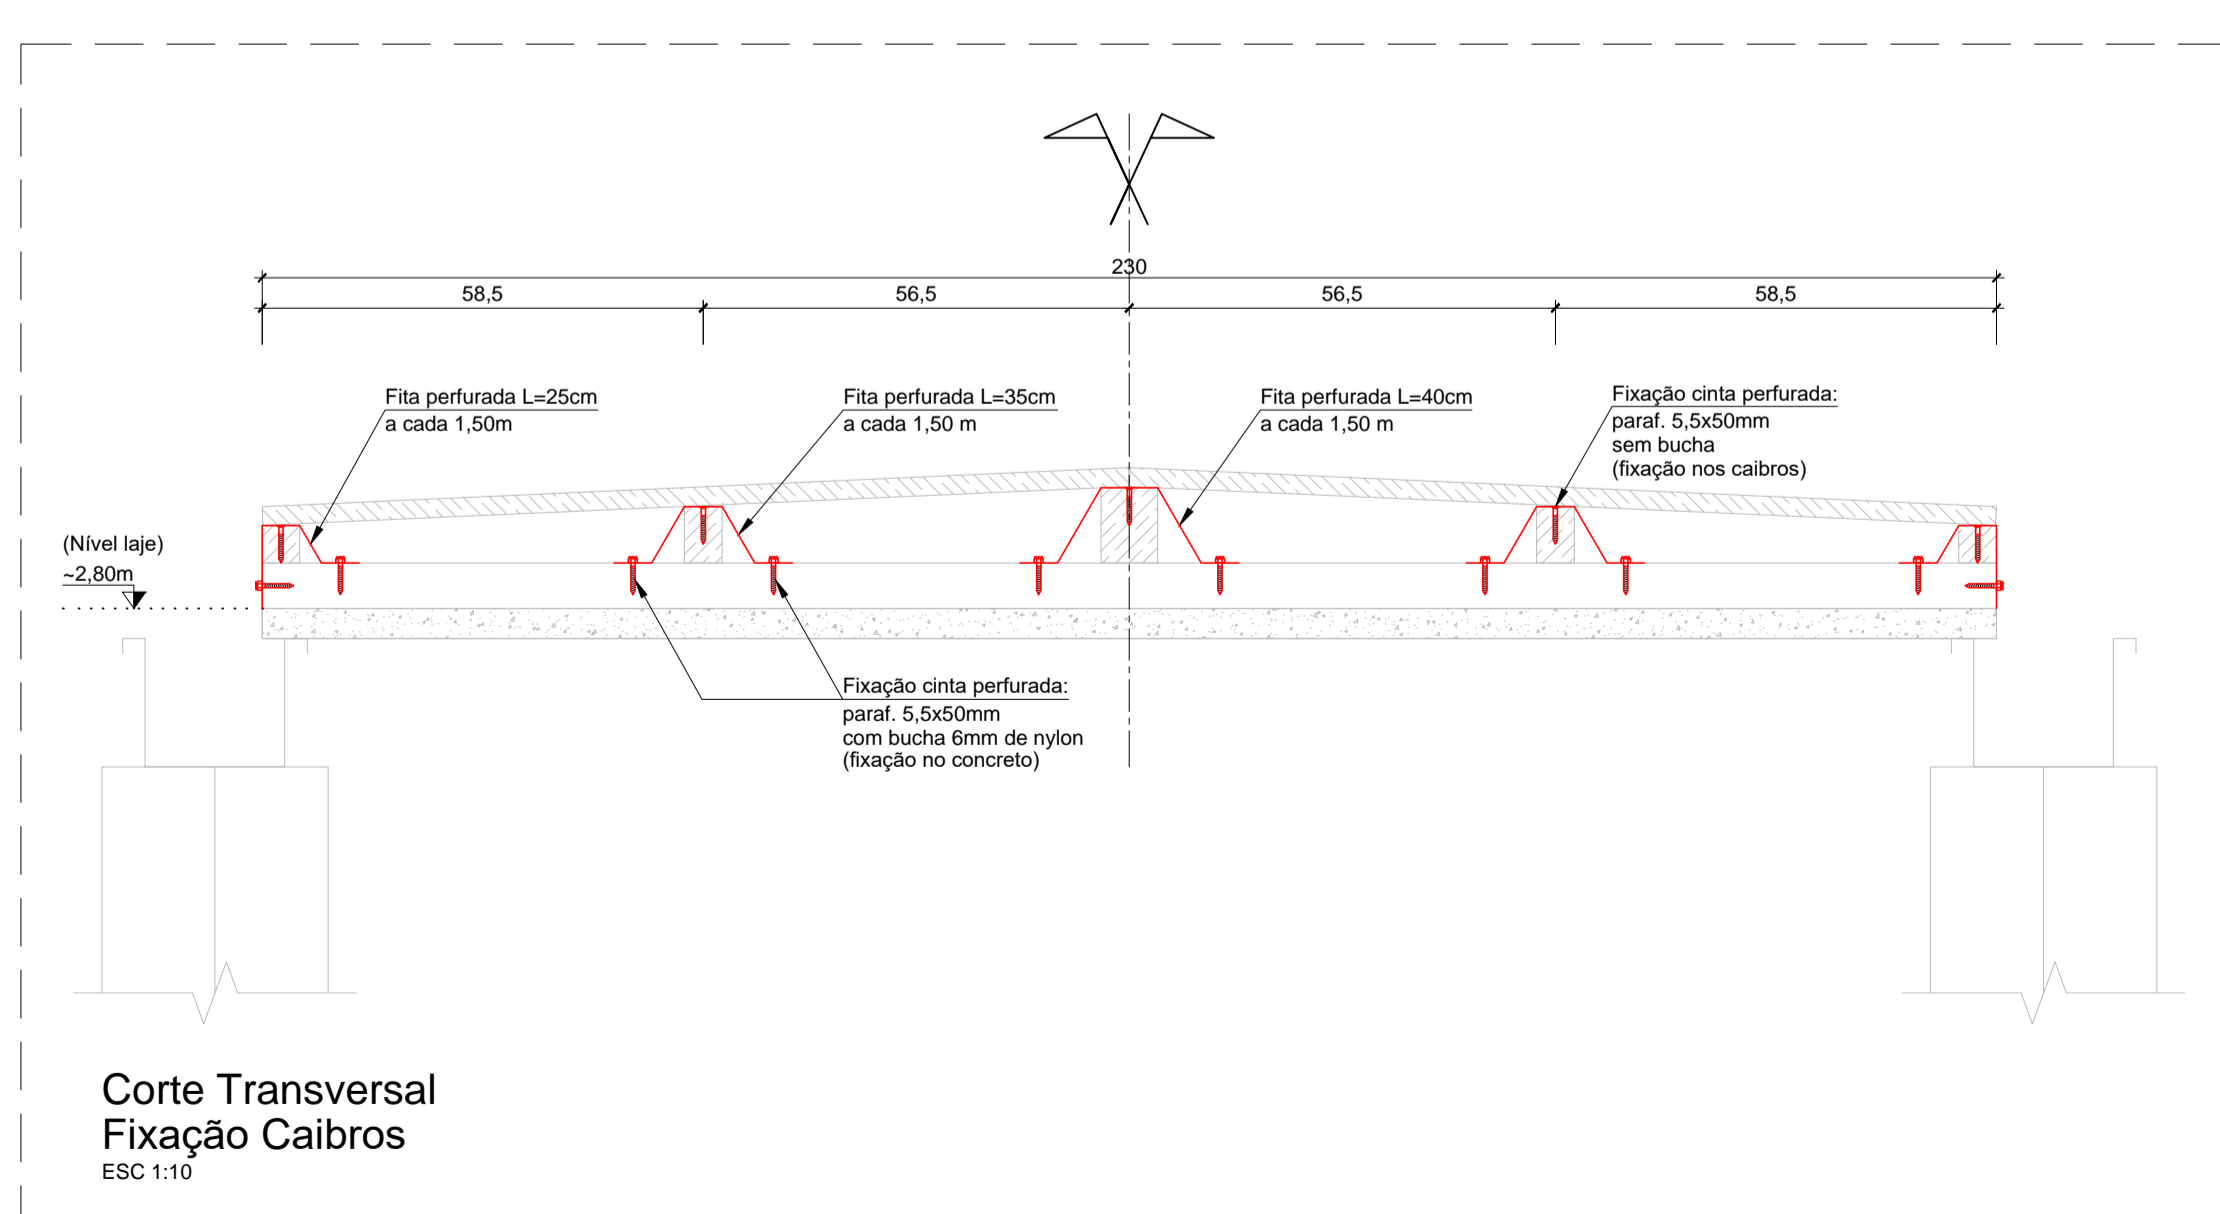 230
58,5
56,5
56,5
58,5
Fita perfurada L=25cm
a cada 1,50m
Fita perfurada L=35cm
a cada 1,50 m
Fita perfurada L=40cm
a cada 1,50 m
Fixação cinta perfurada:
paraf. 5,5x50mm
sem bucha
(fixação nos caibros)
(Nível laje)
~2,80m
Fixação cinta perfurada:
paraf. 5,5x50mm
com bucha 6mm de nylon
(fixação no concreto)
Corte Transversal
Fixação Caibros
ESC 1:10